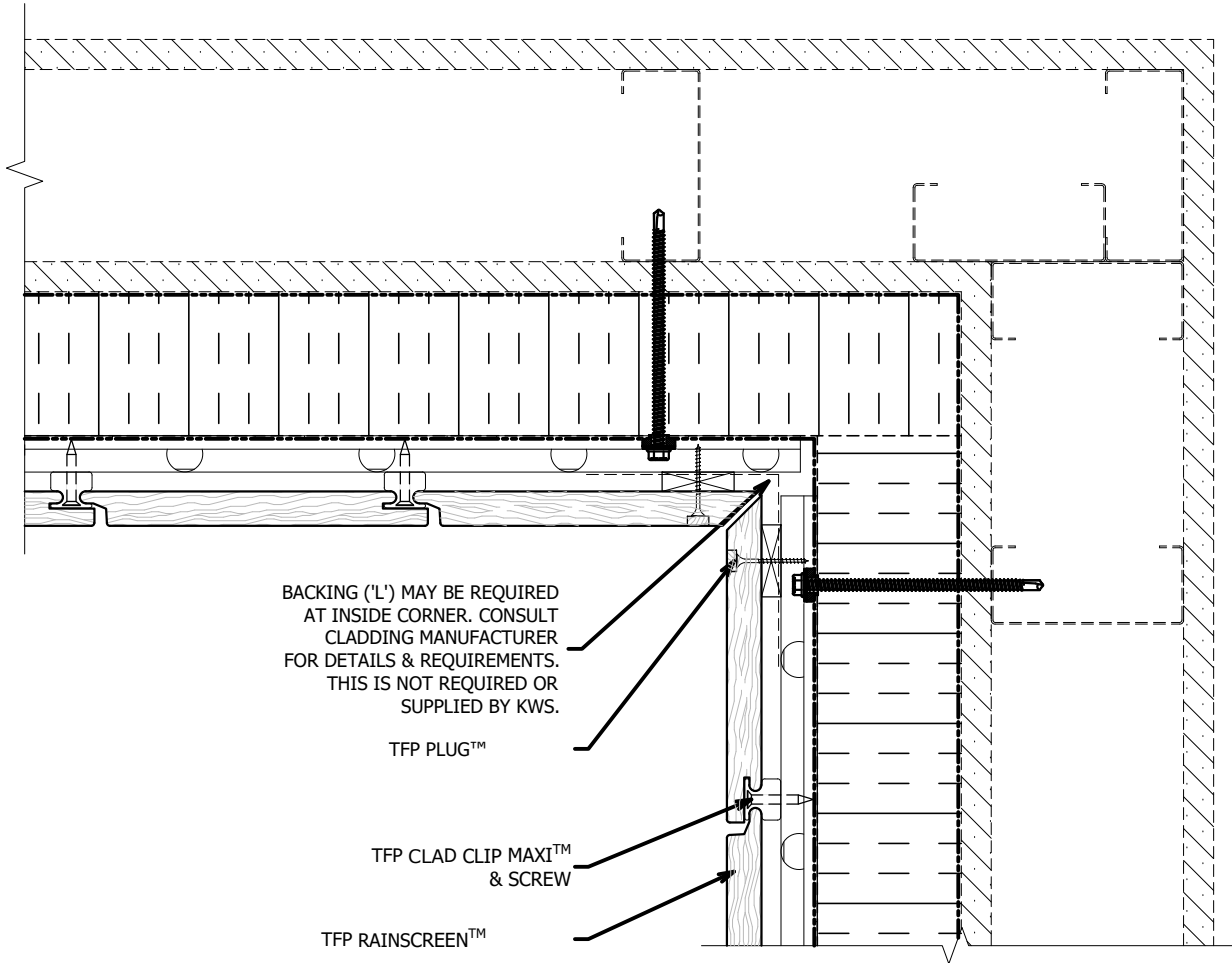 BACKING ('L') MAY BE REQUIRED
AT INSIDE CORNER. CONSULT
CLADDING MANUFACTURER
FOR DETAILS & REQUIREMENTS.
THIS IS NOT REQUIRED OR
SUPPLIED BY KWS.
TFP PLUG™
TFP CLAD CLIP MAXI™
& SCREW
TFP RAINSCREEN™